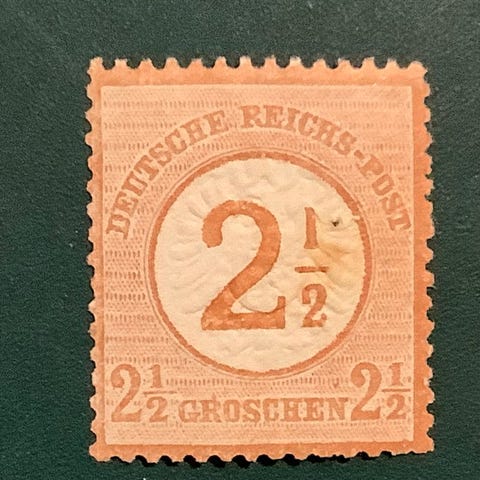 DEUTSCHE REICHS-POST
2 1/2
2 1/2 GROSCHEN 2 1/2